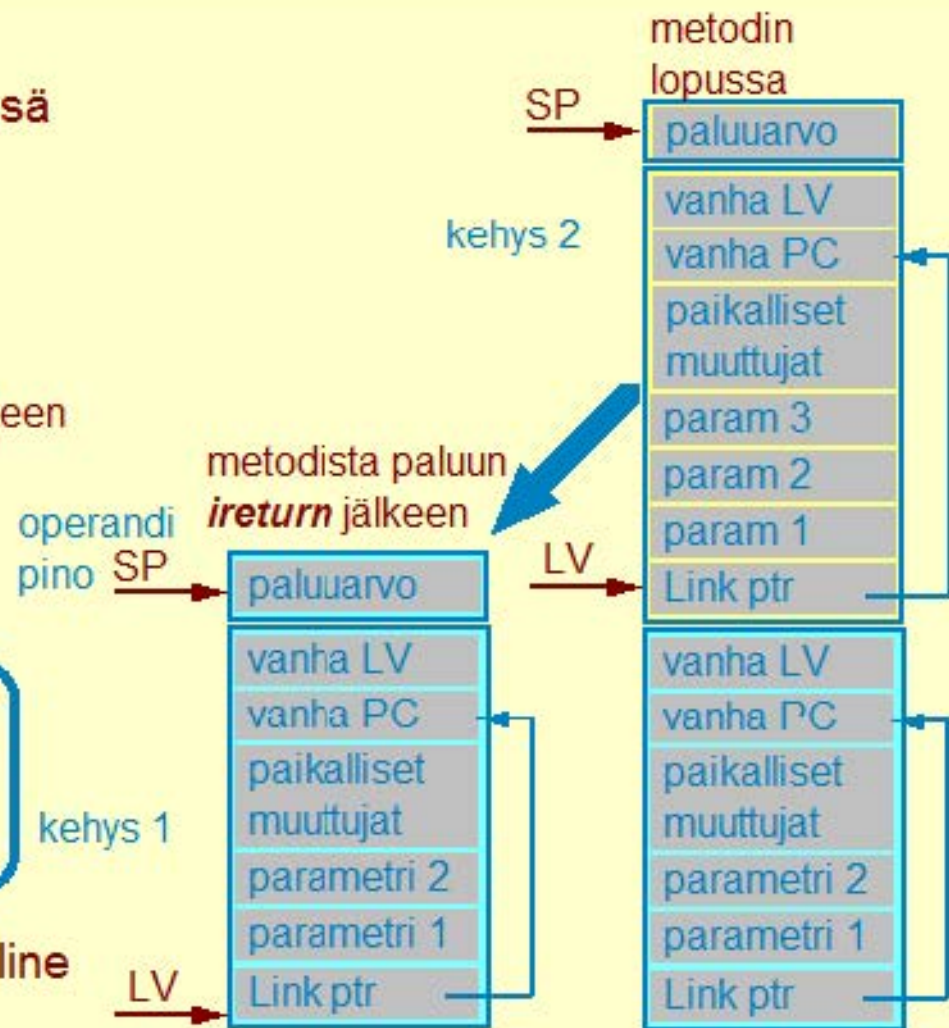 sä
een
line
metodin
lopussa
SP
paluuarvo
kehys 2
vanha LV
vanha PC
paikalliset
muuttujat
param 3
param 2
param 1
LV
Link ptr
vanha LV
vanha PC
paikalliset
muuttujat
parametri 2
parametri 1
Link ptr
metodista paluun
ireturn jälkeen
operandi
pino
SP
paluuarvo
kehys 1
vanha LV
vanha PC
paikalliset
muuttujat
parametri 2
parametri 1
LV
Link ptr